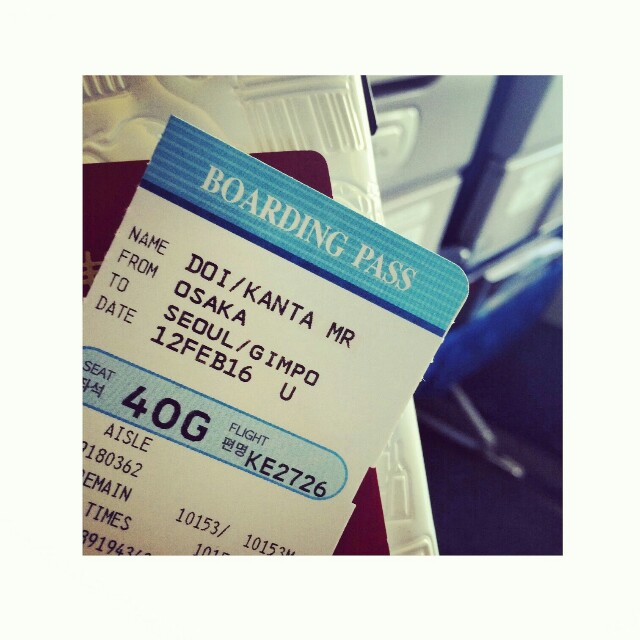 BOARDING PASS
NAME DOI/KANTA MR
FROM OSAKA
TO SEOUL/GIMPO
DATE 12FEB16 U
SEAT
좌석 40G FLIGHT
편명 KE2726
AISLE
9180362
REMAIN 10153/ 10153M
TIMES